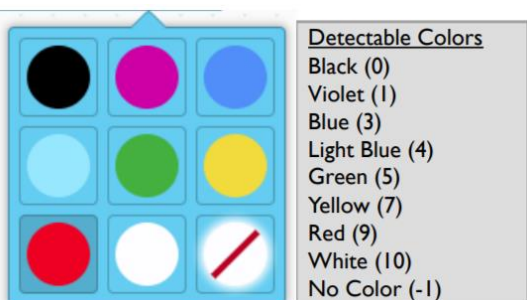 Detectable Colors
Black (0)
Violet (1)
Blue (3)
Light Blue (4)
Green (5)
Yellow (7)
Red (9)
White (10)
No Color (-1)